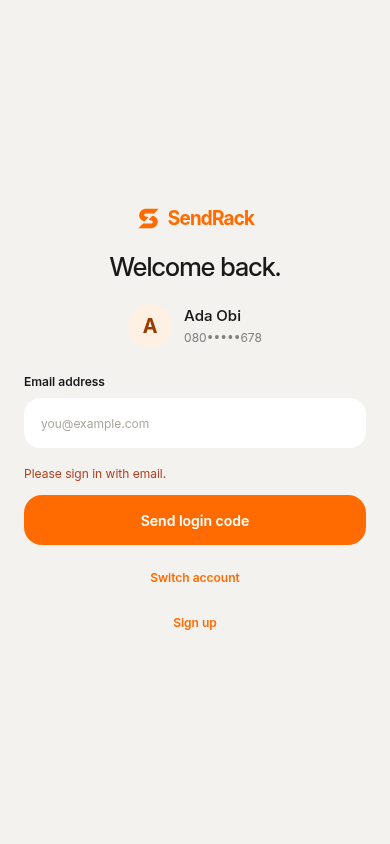 SendRack
Welcome back.
A
Ada Obi
080•••••678
Email address
you@example.com
Please sign in with email.
Send login code
Switch account
Sign up